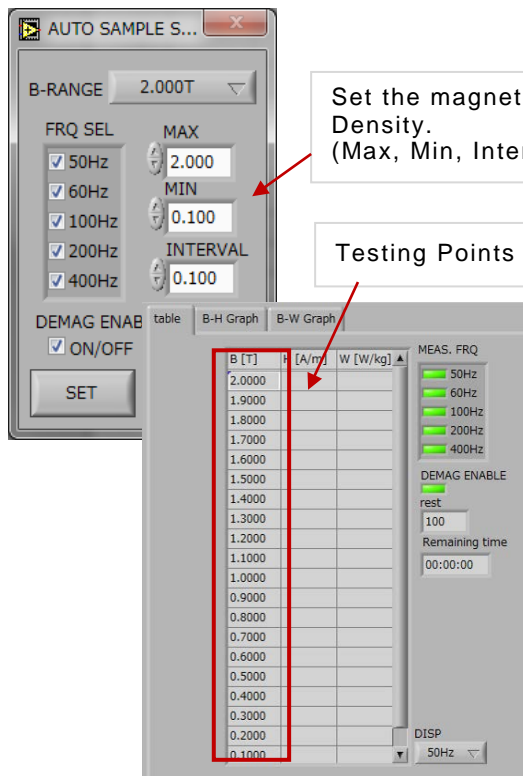 AUTO SAMPLE S...
B-RANGE 2.000T
FRQ SEL
50Hz
60Hz
100Hz
200Hz
400Hz
MAX
2.000
MIN
0.100
INTERVAL
0.100
DEMAG ENAB
ON/OFF
SET
Set the magnet
Density.
(Max, Min, Inter
Testing Points
table B-H Graph B-W Graph
B [T] H [A/m] W [W/kg]
2.0000
1.9000
1.8000
1.7000
1.6000
1.5000
1.4000
1.3000
1.2000
1.1000
1.0000
0.9000
0.8000
0.7000
0.6000
0.5000
0.4000
0.3000
0.2000
0.1000
MEAS. FRQ
50Hz
60Hz
100Hz
200Hz
400Hz
DEMAG ENABLE
rest
100
Remaining time
00:00:00
DISP
50Hz